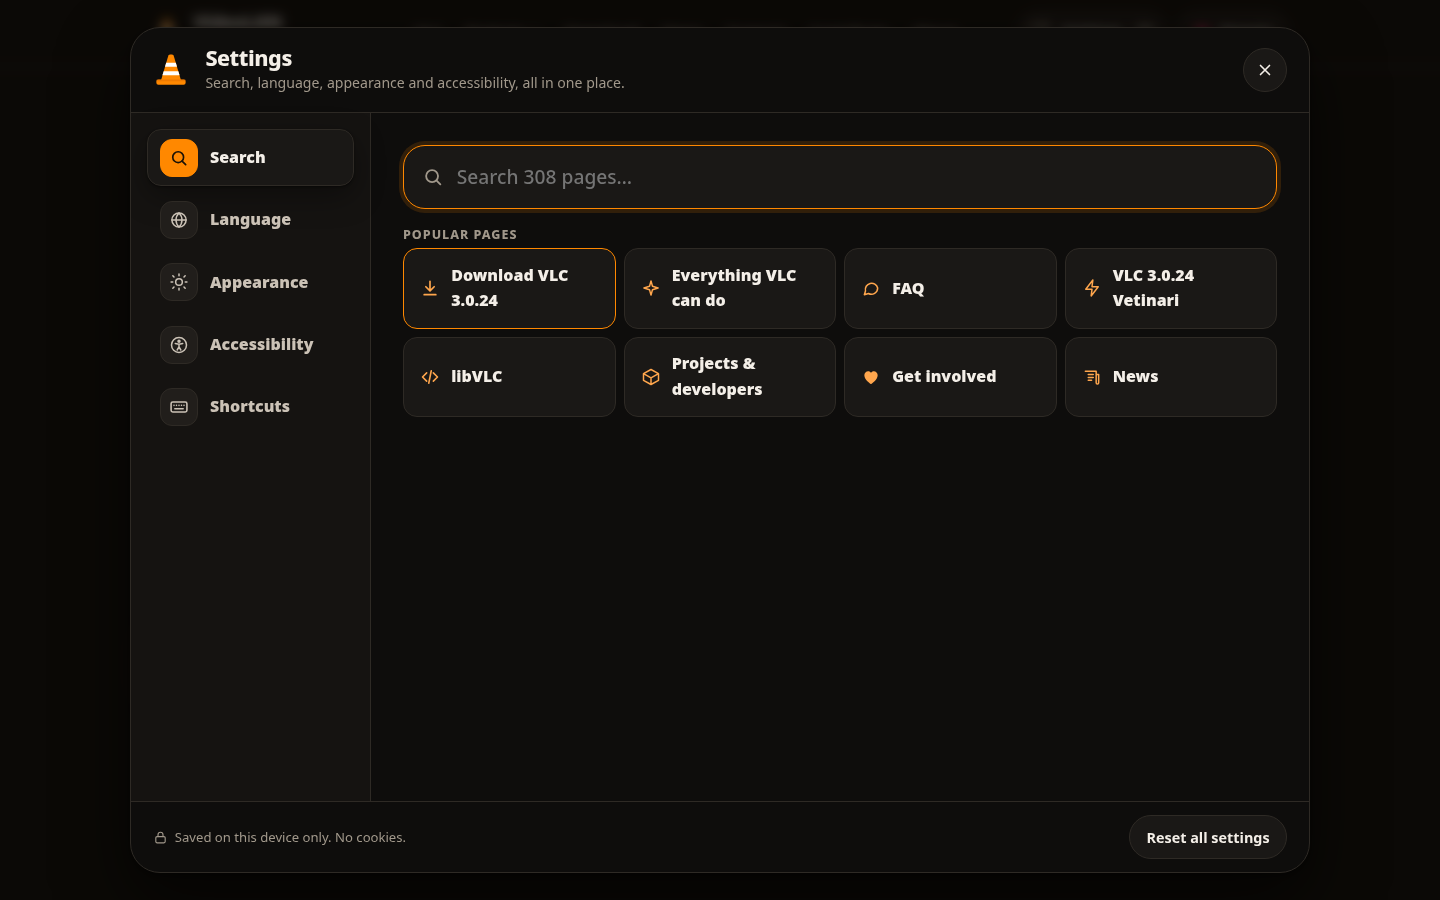 Settings
Search, language, appearance and accessibility, all in one place.
Search
Language
Appearance
Accessibility
Shortcuts
Search 308 pages...
POPULAR PAGES
Download VLC
3.0.24
Everything VLC
can do
FAQ
VLC 3.0.24
Vetinari
libVLC
Projects &
developers
Get involved
News
Saved on this device only. No cookies.
Reset all settings